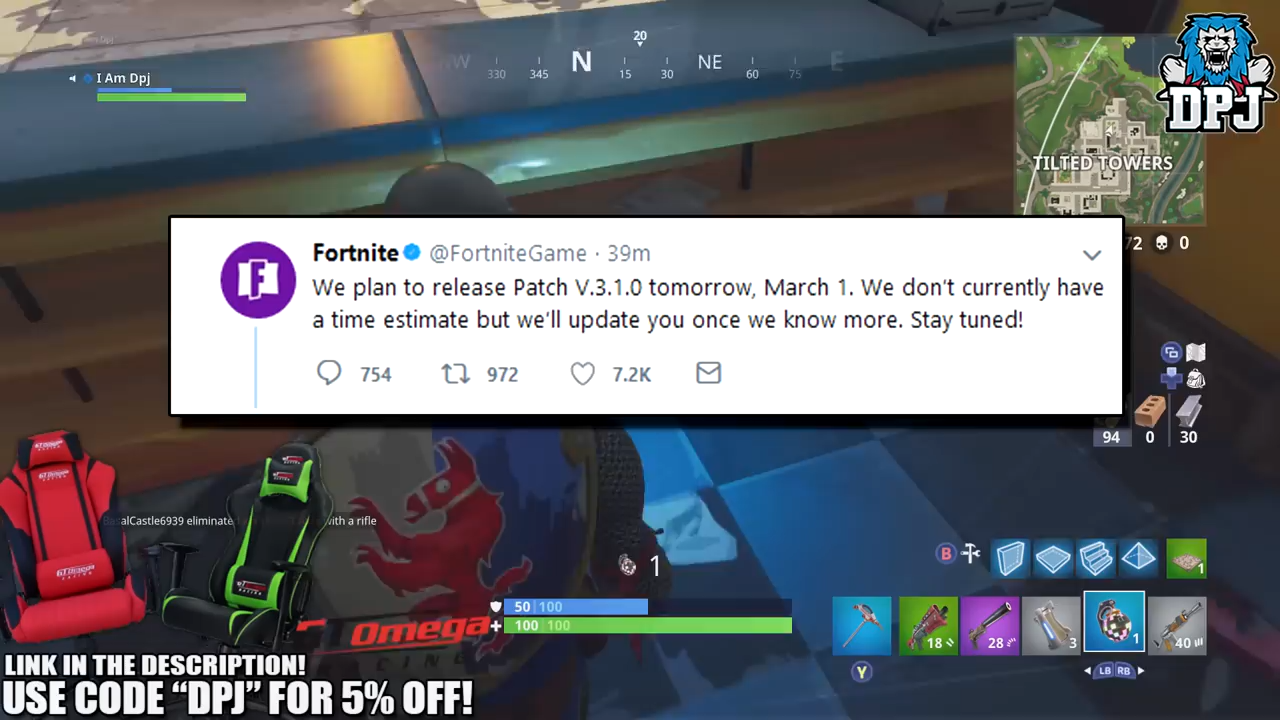 20
N
NE
E
330
345
15
30
60
75
I Am Dpj
DPJ
TILTED TOWERS
72
0
Fortnite @FortniteGame · 39m
We plan to release Patch V.3.1.0 tomorrow, March 1. We don't currently have
a time estimate but we'll update you once we know more. Stay tuned!
754
972
7.2K
94
0
30
eliminate
with a rifle
1
B
1
50 | 100
100 | 100
18
28
3
1
40
Y
LB RB
Omega
LINK IN THE DESCRIPTION!
USE CODE “DPJ” FOR 5% OFF!